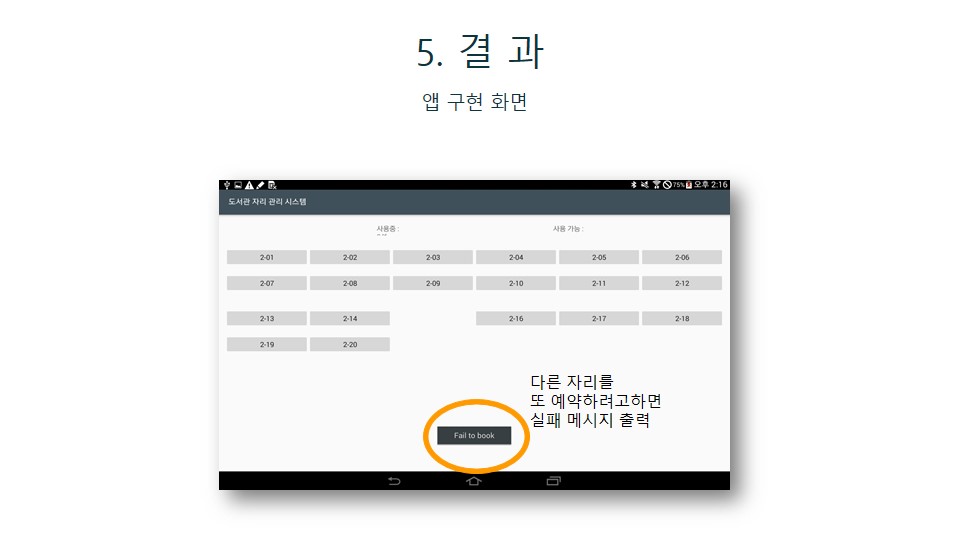 5. 결 과
앱 구현 화면
75% 오후 2:16
도서관 자리 관리 시스템
사용중 : 사용 가능 :
2-01 2-02 2-03 2-04 2-05 2-06
2-07 2-08 2-09 2-10 2-11 2-12
2-13 2-14 2-16 2-17 2-18
2-19 2-20
다른 자리를
또 예약하려고하면
실패 메시지 출력
Fail to book